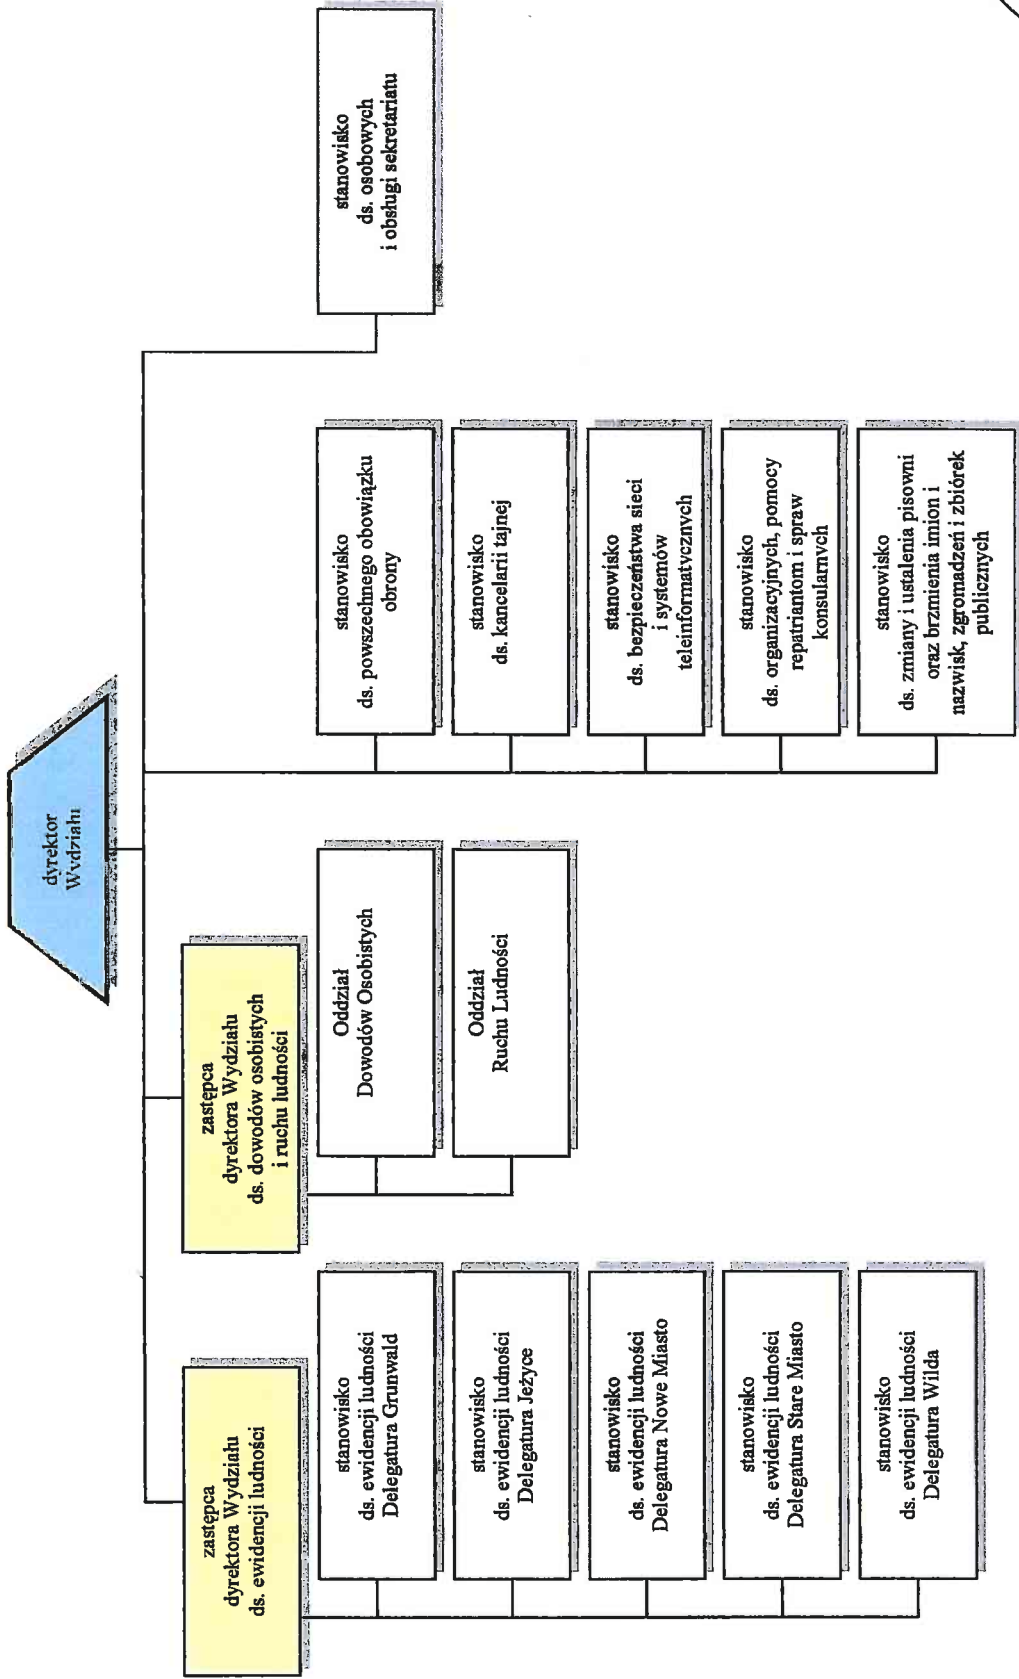 dyrektor
Wydziału
zastępca
dyrektora Wydziału
ds. ewidencji ludności
zastępca
dyrektora Wydziału
ds. dowodów osobistych
i ruchu ludności
stanowisko
ds. ewidencji ludności
Delegatura Grunwald
stanowisko
ds. ewidencji ludności
Delegatura Jeżyce
stanowisko
ds. ewidencji ludności
Delegatura Nowe Miasto
stanowisko
ds. ewidencji ludności
Delegatura Stare Miasto
stanowisko
ds. ewidencji ludności
Delegatura Wilda
Oddział
Dowodów Osobistych
Oddział
Ruchu Ludności
stanowisko
ds. powszechnego obowiązku
obrony
stanowisko
ds. kancelarii tajnej
stanowisko
ds. bezpieczeństwa sieci
i systemów
teleinformatycznych
stanowisko
ds. organizacyjnych, pomocy
repatriantom i spraw
konsularnych
stanowisko
ds. zmiany i ustalenia pisowni
oraz brzmienia imion i
nazwisk, zgromadzeń i zbiórek
publicznych
stanowisko
ds. osobowych
i obsługi sekretariatu